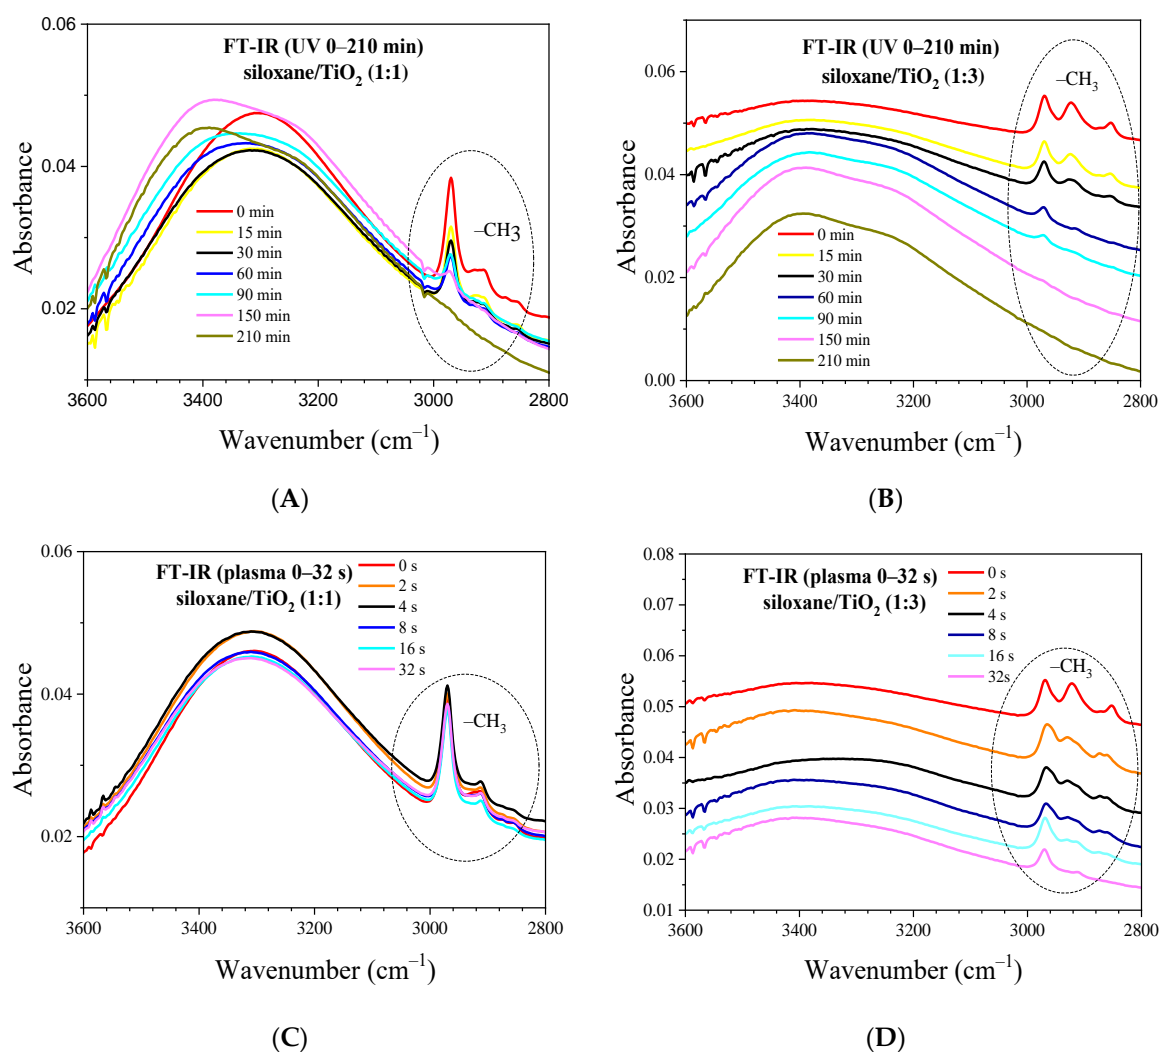 0.06
FT-IR (UV 0–210 min)
siloxane/TiO2 (1:1)
0.04
0.02
Absorbance
0 min
15 min
30 min
60 min
90 min
150 min
210 min
–CH3
3600
3400
3200
3000
2800
Wavenumber (cm−1)
(A)
FT-IR (UV 0–210 min)
siloxane/TiO2 (1:3)
0.06
0.04
0.02
0.00
Absorbance
–CH3
0 min
15 min
30 min
60 min
90 min
150 min
210 min
3600
3400
3200
3000
2800
Wavenumber (cm−1)
(B)
0.06
FT-IR (plasma 0–32 s)
siloxane/TiO2 (1:1)
0.04
0.02
Absorbance
0 s
2 s
4 s
8 s
16 s
32 s
–CH3
3600
3400
3200
3000
2800
Wavenumber (cm−1)
(C)
0.08
FT-IR (plasma 0–32 s)
siloxane/TiO2 (1:3)
0.07
0.06
0.05
0.04
0.03
0.02
0.01
Absorbance
0 s
2 s
4 s
8 s
16 s
32s
–CH3
3600
3400
3200
3000
2800
Wavenumber (cm−1)
(D)